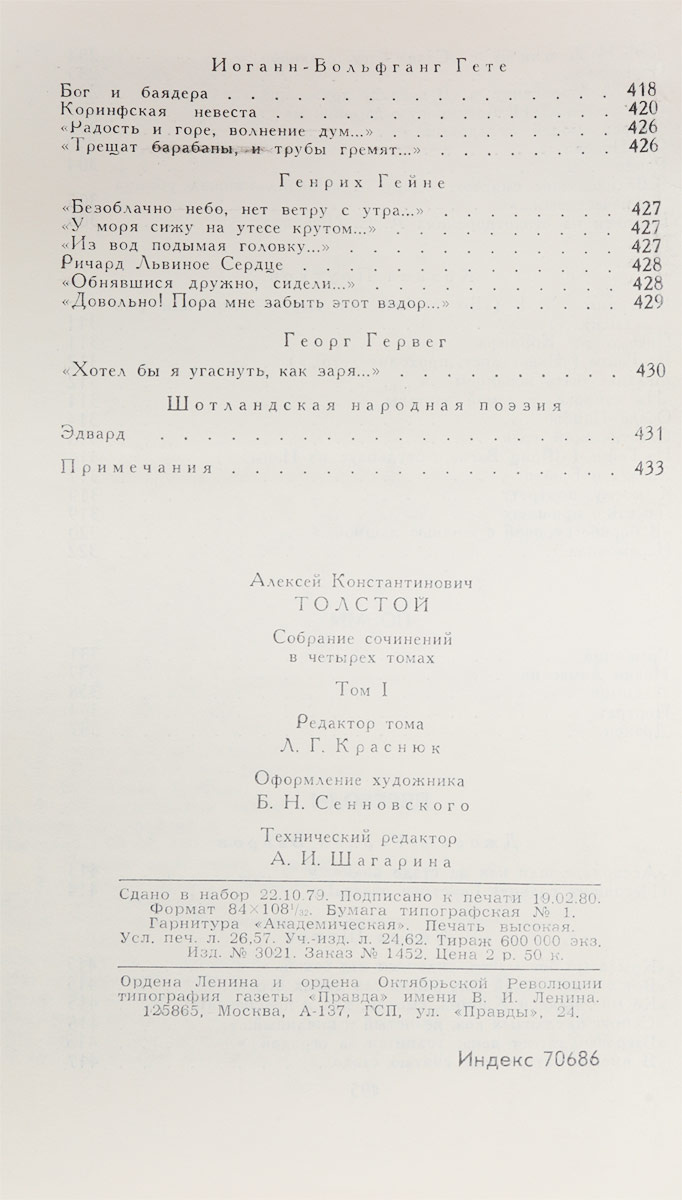 Иоганн-Вольфганг Гете
Бог и баядера . . . . . . . . . . . . . . . . 418
Коринфская невеста . . . . . . . . . . . . . . 420
«Радость и горе, волнение дум...» . . . . . . . . . 426
«Трещат барабаны, и трубы гремят...» . . . . . . . 426
Генрих Гейне
«Безоблачно небо, нет ветру с утра...» . . . . . . . 427
«У моря сижу на утесе крутом...» . . . . . . . . . 427
«Из вод подымая головку...» . . . . . . . . . . . 427
Ричард Львиное Сердце . . . . . . . . . . . . . 428
«Обнявшися дружно, сидели...» . . . . . . . . . . 428
«Довольно! Пора мне забыть этот вздор...» . . . . . . 429
Георг Гервег
«Хотел бы я угаснуть, как заря...» . . . . . . . . . 430
Шотландская народная поэзия
Эдвард . . . . . . . . . . . . . . . . . . . 431
Примечания . . . . . . . . . . . . . . . . 433
Алексей Константинович
ТОЛСТОЙ
Собрание сочинений
в четырех томах
Том I
Редактор тома
Л. Г. Краснюк
Оформление художника
Б. Н. Сенновского
Технический редактор
А. И. Шагарина
Сдано в набор 22.10.79. Подписано к печати 19.02.80.
Формат 84×108¹/₃₂. Бумага типографская № 1.
Гарнитура «Академическая». Печать высокая.
Усл. печ. л. 26,57. Уч.-изд. л. 24,62. Тираж 600 000 экз.
Изд. № 3021. Заказ № 1452. Цена 2 р. 50 к.
Ордена Ленина и ордена Октябрьской Революции
типография газеты «Правда» имени В. И. Ленина.
125865, Москва, А-137, ГСП, ул. «Правды», 24.
Индекс 70686